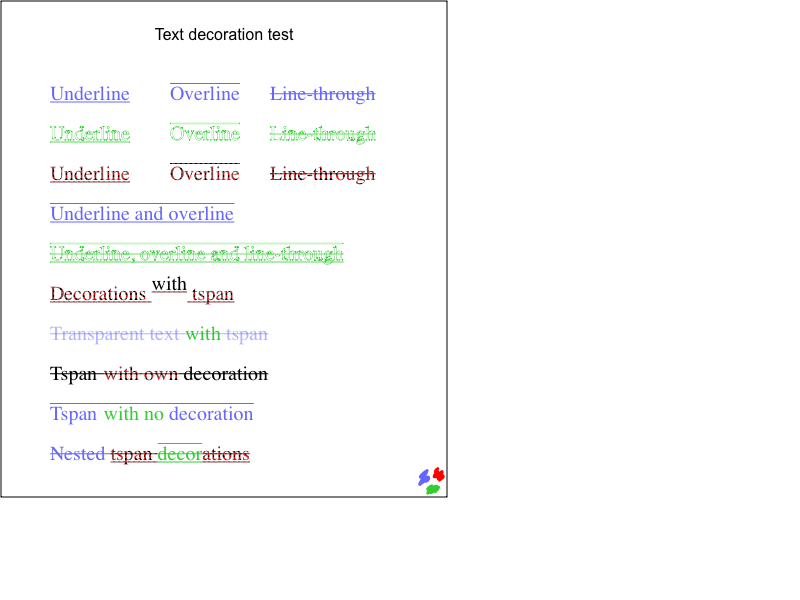 Text decoration test
Underline Overline Line-through
Underline Overline Line-through
Underline Overline Line-through
Underline and overline
Underline, overline and line-through
Decorations with tspan
Transparent text with tspan
Tspan with own decoration
Tspan with no decoration
Nested tspan decorations